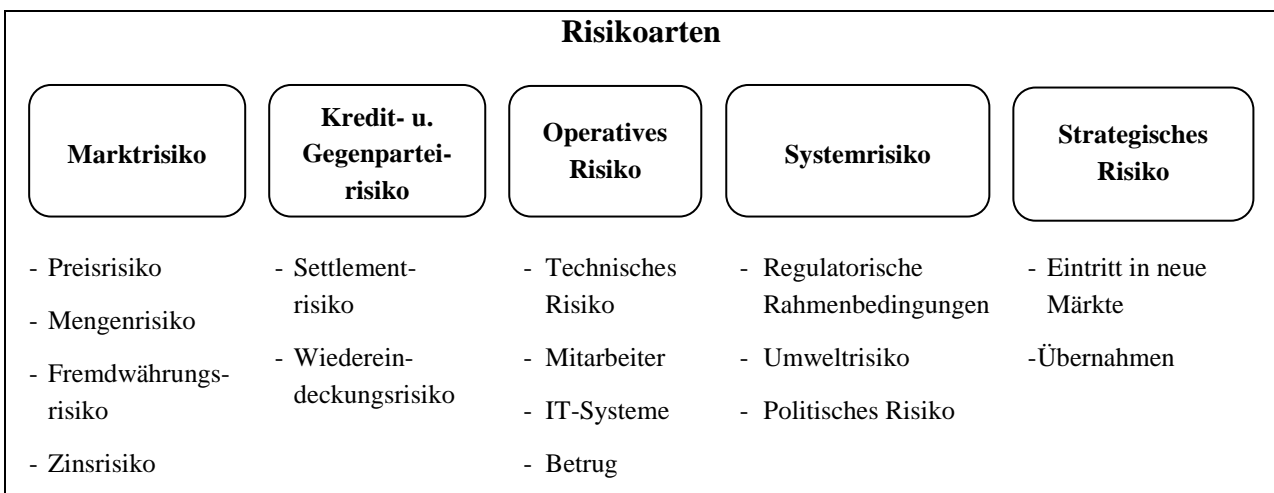 Risikoarten
Marktrisiko
Kredit- u.
Gegenpartei-
risiko
Operatives
Risiko
Systemrisiko
Strategisches
Risiko
- Preisrisiko
- Mengenrisiko
- Fremdwährungs-
risiko
- Zinsrisiko
- Settlement-
risiko
- Wiederein-
deckungsrisiko
- Technisches
Risiko
- Mitarbeiter
- IT-Systeme
- Betrug
- Regulatorische
Rahmenbedingungen
- Umweltrisiko
- Politisches Risiko
- Eintritt in neue
Märkte
-Übernahmen